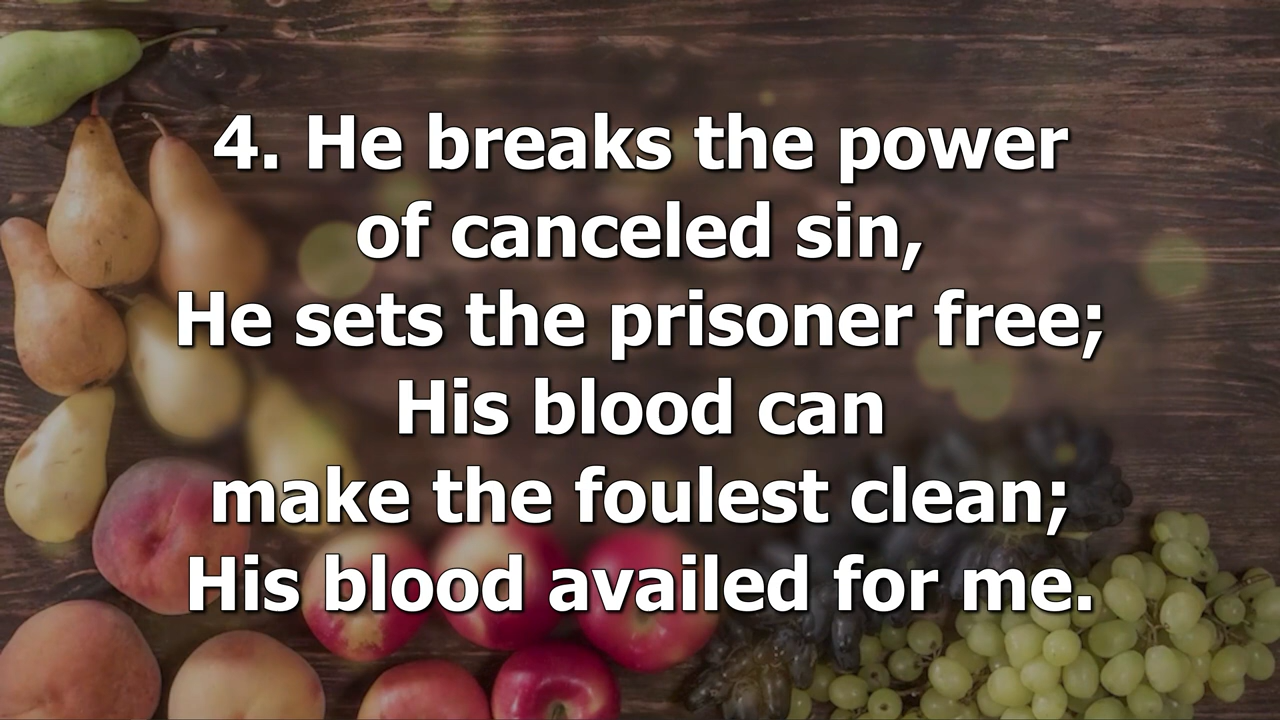 4. He breaks the power
of canceled sin,
He sets the prisoner free;
His blood can
make the foulest clean;
His blood availed for me.